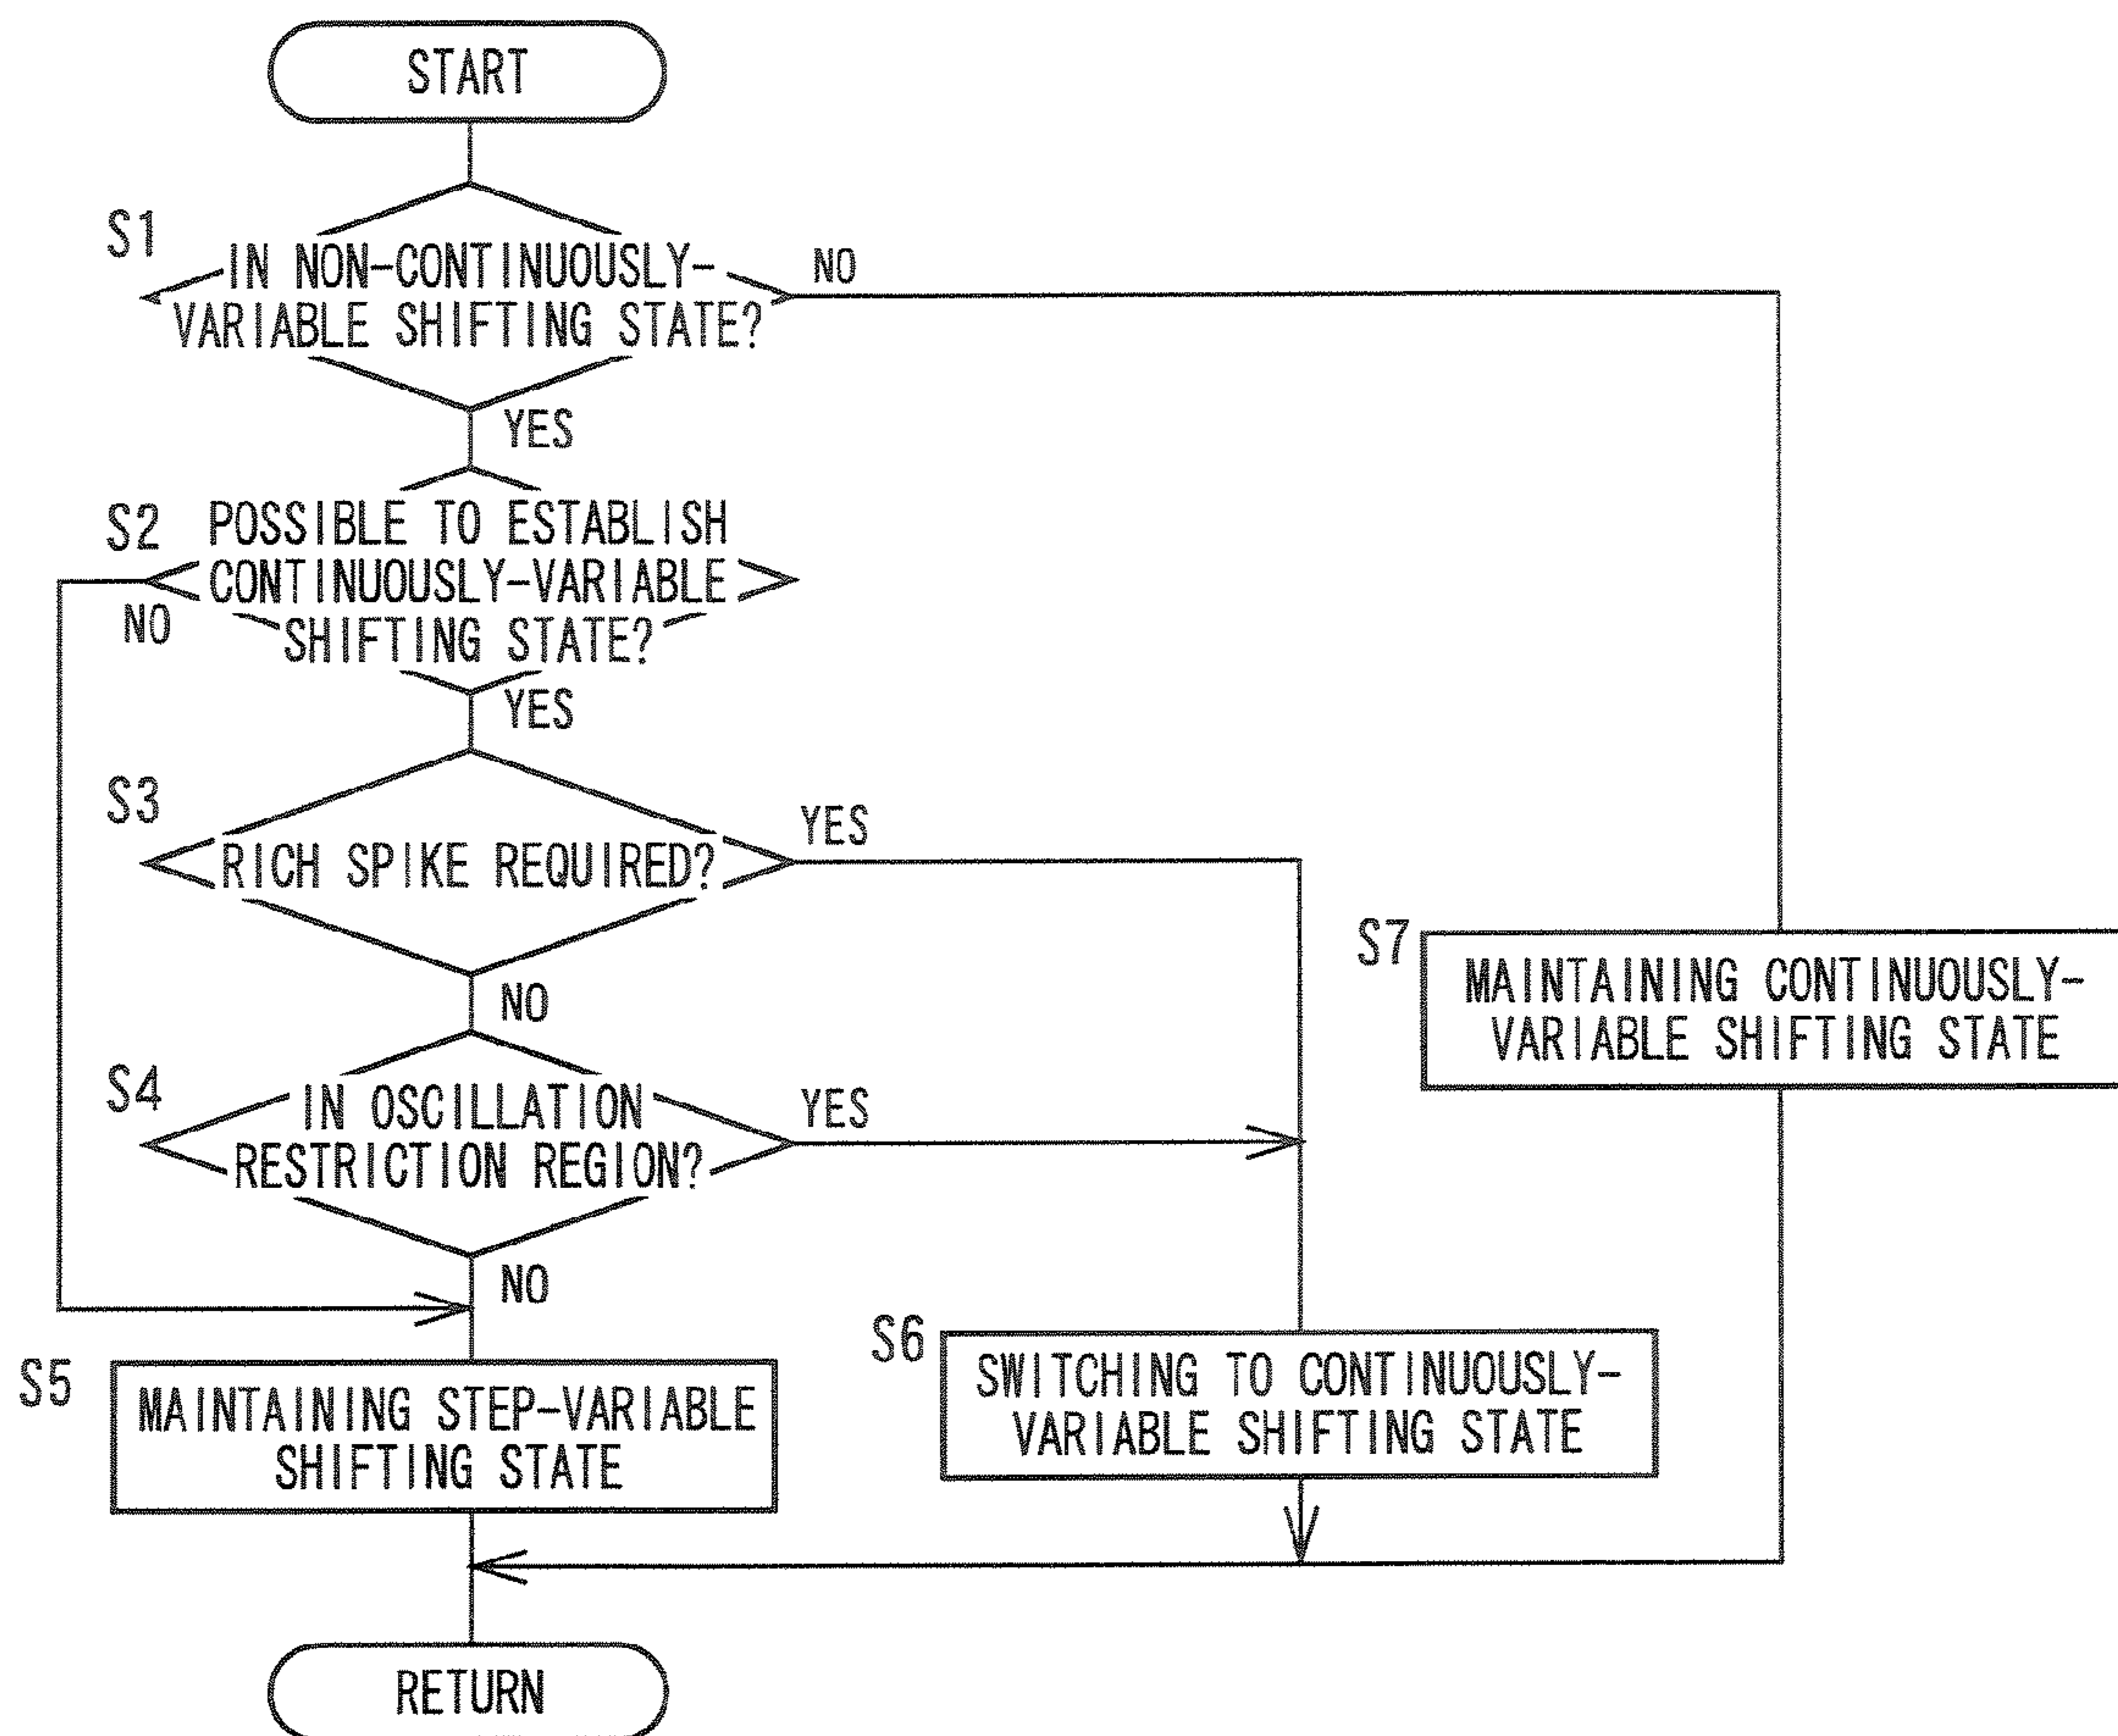 START
S1
IN NON-CONTINUOUSLY-
VARIABLE SHIFTING STATE?
NO
YES
S2
POSSIBLE TO ESTABLISH
CONTINUOUSLY-VARIABLE
SHIFTING STATE?
NO
YES
S3
RICH SPIKE REQUIRED?
YES
NO
S7
MAINTAINING CONTINUOUSLY-
VARIABLE SHIFTING STATE
S4
IN OSCILLATION
RESTRICTION REGION?
YES
NO
S5
MAINTAINING STEP-VARIABLE
SHIFTING STATE
S6
SWITCHING TO CONTINUOUSLY-
VARIABLE SHIFTING STATE
RETURN